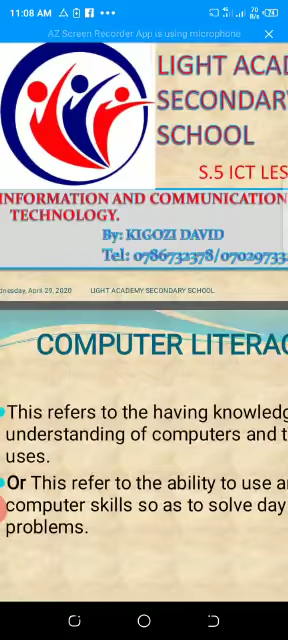 11:08 AM
AZ Screen Recorder App is using microphone
LIGHT ACAD
SECONDARY
SCHOOL
S.5 ICT LES
INFORMATION AND COMMUNICATION
TECHNOLOGY.
By: KIGOZI DAVID
Tel: 0786732378/070297333
dnesday, April 29, 2020 LIGHT ACADEMY SECONDARY SCHOOL
COMPUTER LITERAC
This refers to the having knowledg
understanding of computers and t
uses.
Or This refer to the ability to use a
computer skills so as to solve day
problems.